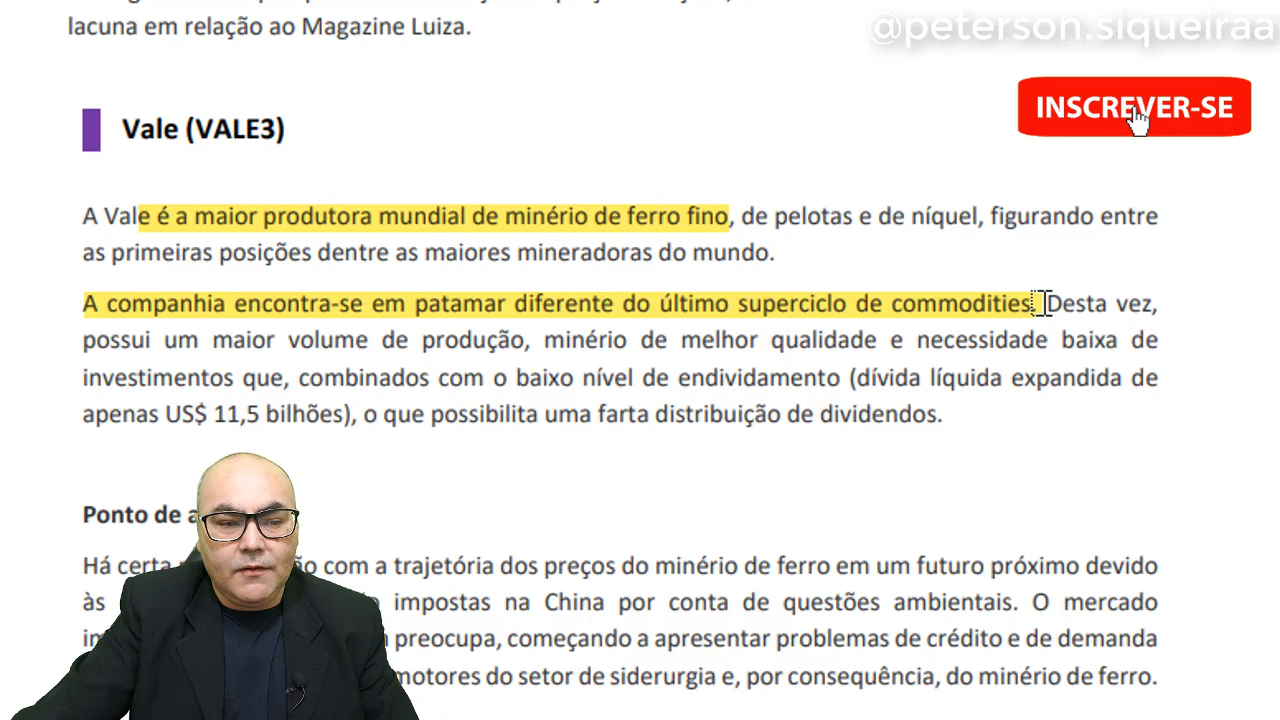 lacuna em relação ao Magazine Luiza.
@peterson.siqueiraa
INSCREVER-SE
Vale (VALE3)
A Vale é a maior produtora mundial de minério de ferro fino, de pelotas e de níquel, figurando entre
as primeiras posições dentre as maiores mineradoras do mundo.
A companhia encontra-se em patamar diferente do último superciclo de commodities. Desta vez,
possui um maior volume de produção, minério de melhor qualidade e necessidade baixa de
investimentos que, combinados com o baixo nível de endividamento (dívida líquida expandida de
apenas US$ 11,5 bilhões), o que possibilita uma farta distribuição de dividendos.
Ponto de
Há certa com a trajetória dos preços do minério de ferro em um futuro próximo devido
às impostas na China por conta de questões ambientais. O mercado
preocupa, começando a apresentar problemas de crédito e de demanda
motores do setor de siderurgia e, por consequência, do minério de ferro.